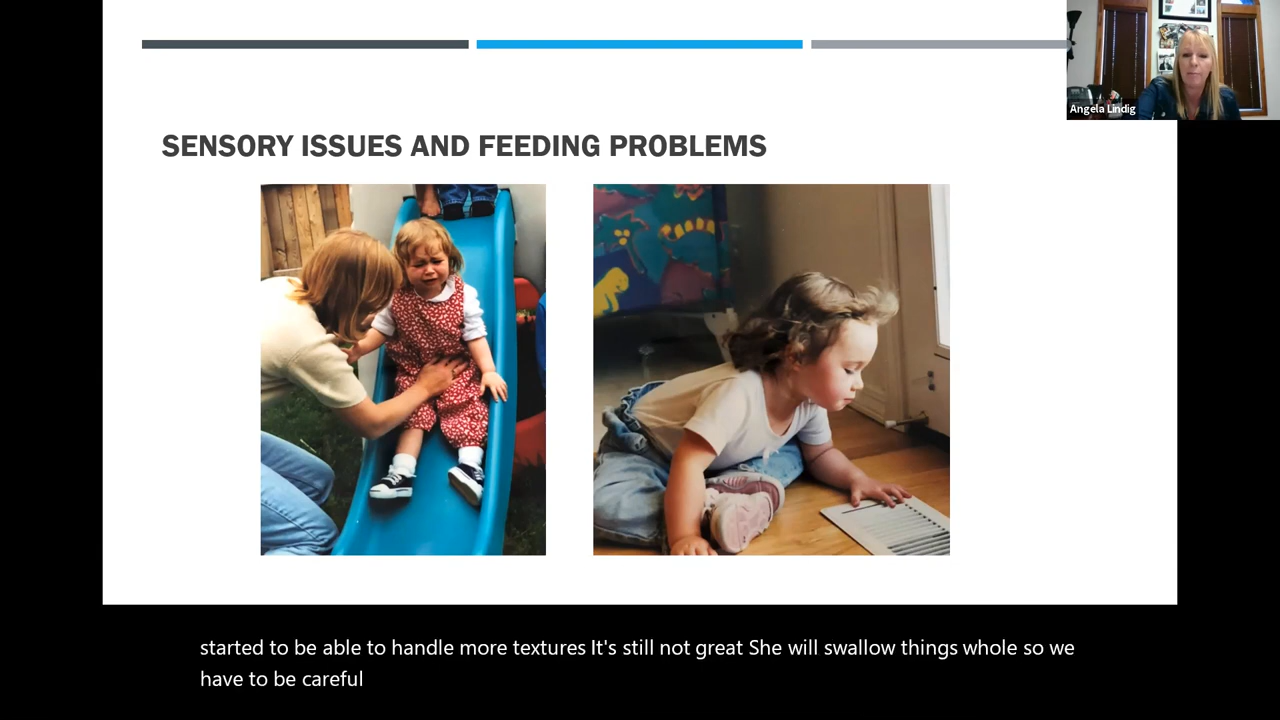 Angela Lindig
SENSORY ISSUES AND FEEDING PROBLEMS
started to be able to handle more textures It's still not great She will swallow things whole so we
have to be careful